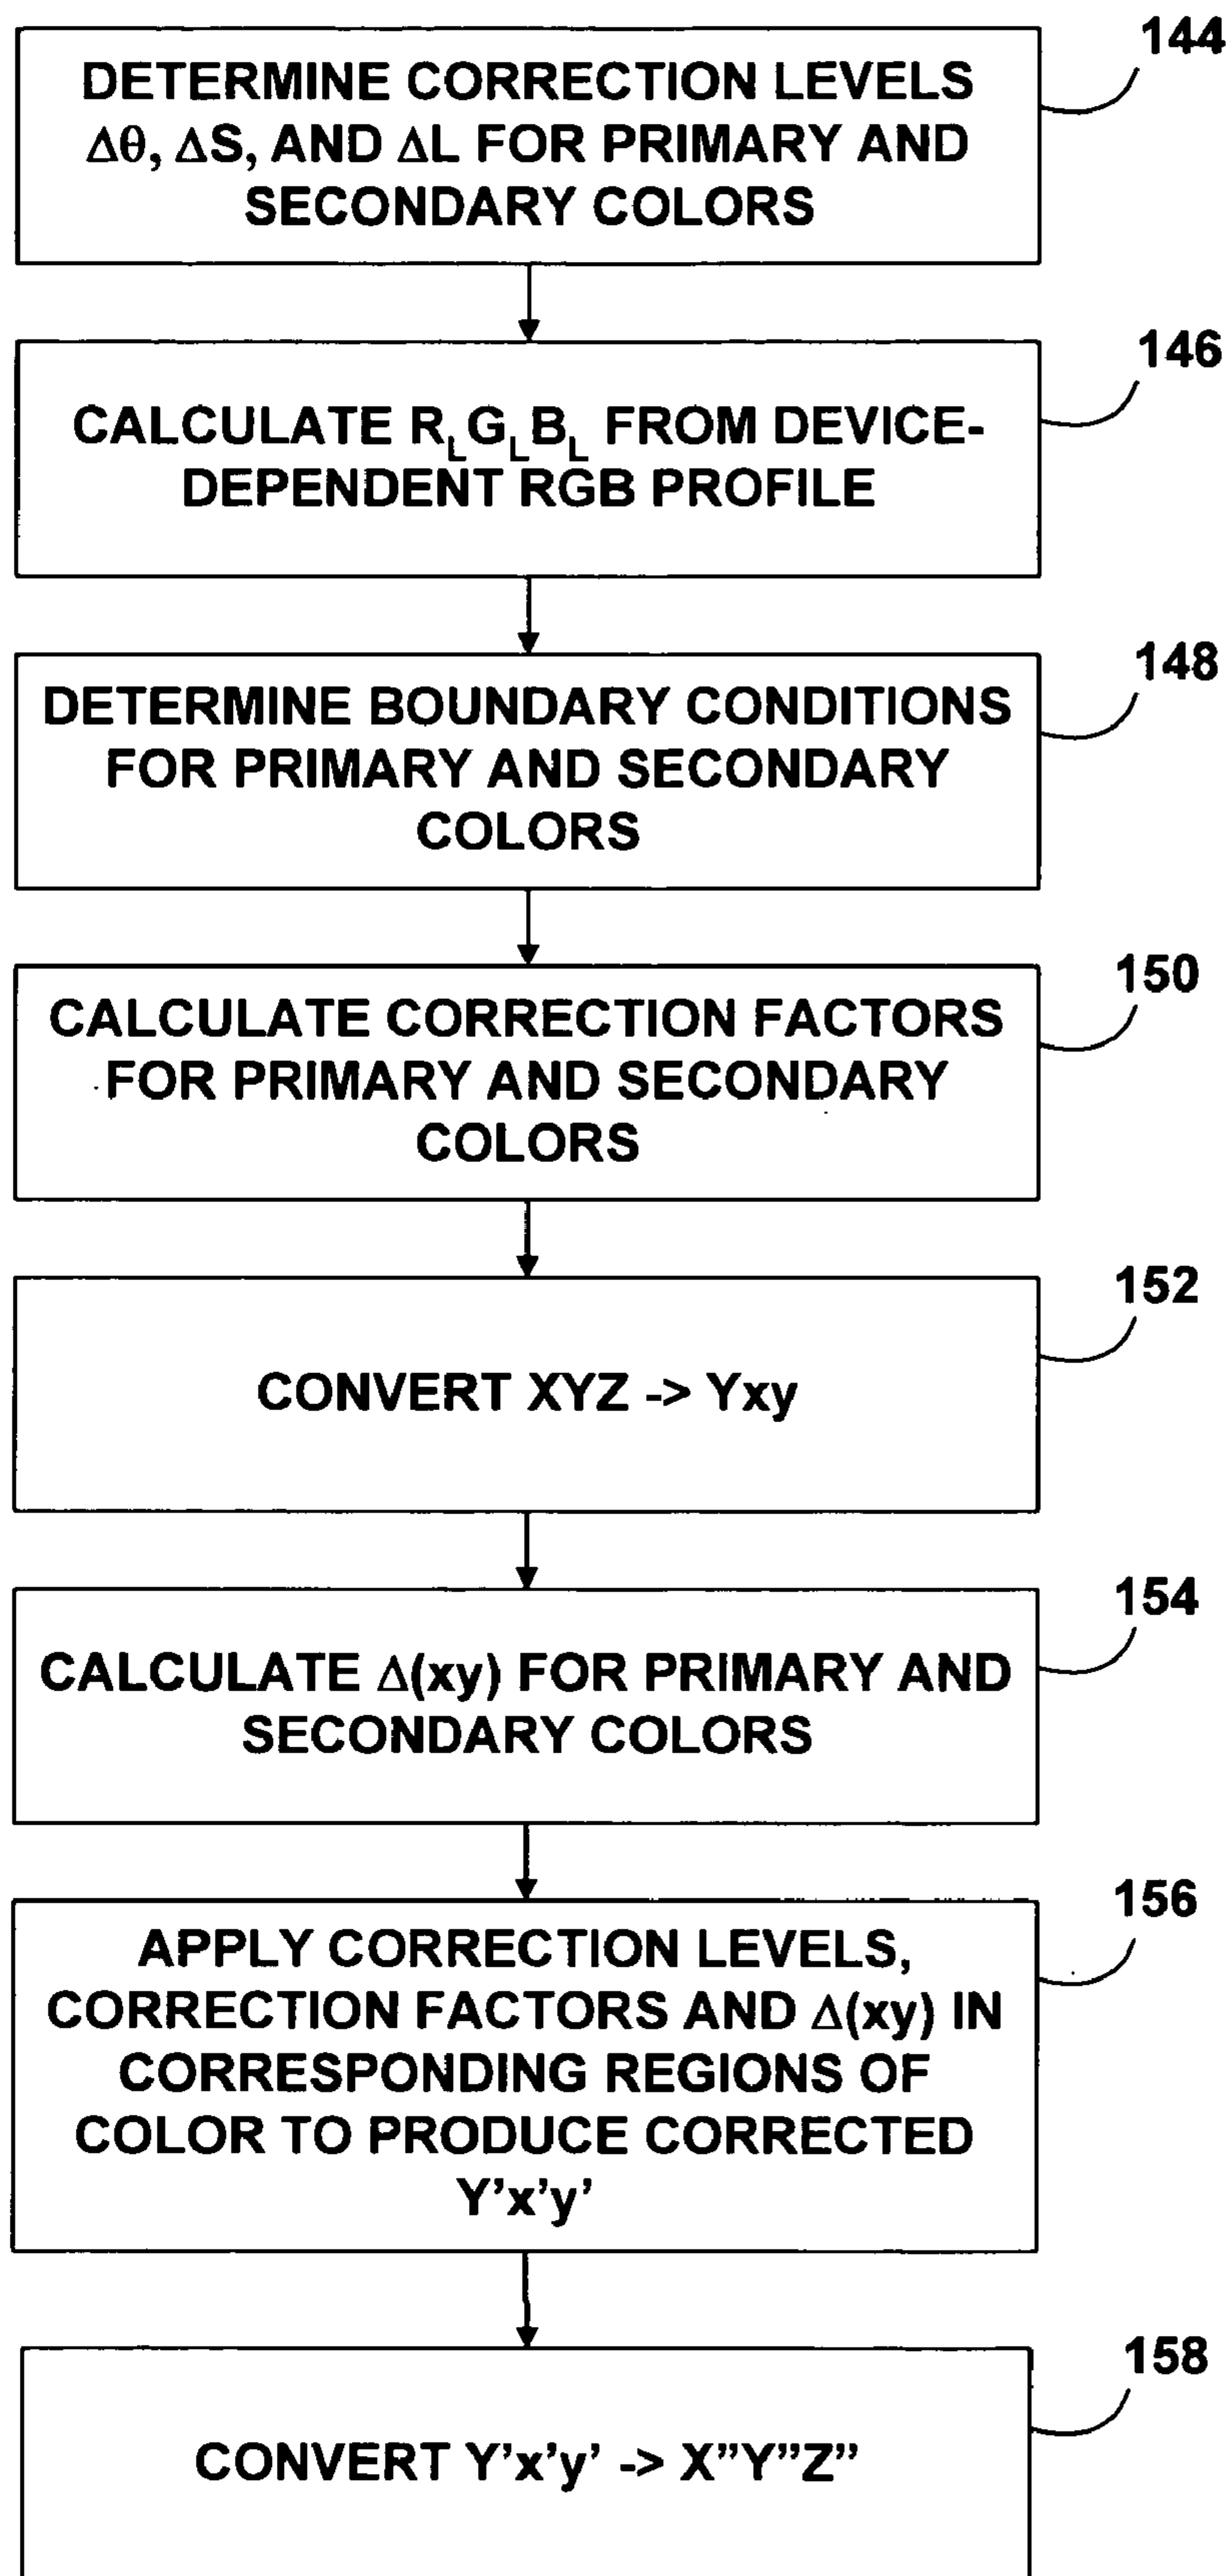 144
DETERMINE CORRECTION LEVELS
Δθ, ΔS, AND ΔL FOR PRIMARY AND
SECONDARY COLORS
146
CALCULATE RLGLBL FROM DEVICE-
DEPENDENT RGB PROFILE
148
DETERMINE BOUNDARY CONDITIONS
FOR PRIMARY AND SECONDARY
COLORS
150
CALCULATE CORRECTION FACTORS
FOR PRIMARY AND SECONDARY
COLORS
152
CONVERT XYZ -> Yxy
154
CALCULATE Δ(xy) FOR PRIMARY AND
SECONDARY COLORS
156
APPLY CORRECTION LEVELS,
CORRECTION FACTORS AND Δ(xy) IN
CORRESPONDING REGIONS OF
COLOR TO PRODUCE CORRECTED
Y’x’y’
158
CONVERT Y’x’y’ -> X”Y”Z”